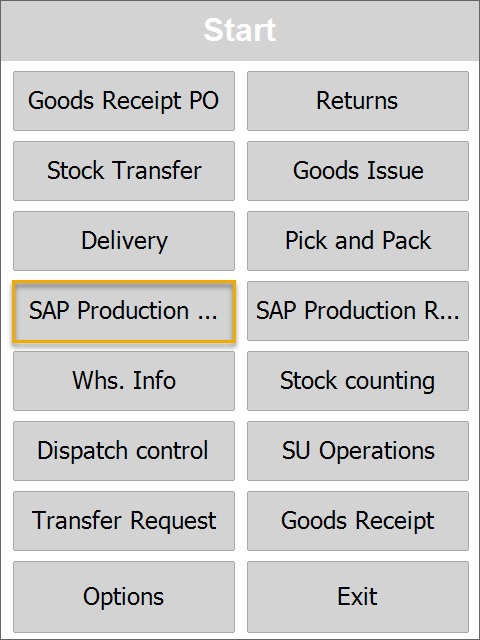 Start
Goods Receipt PO
Returns
Stock Transfer
Goods Issue
Delivery
Pick and Pack
SAP Production ...
SAP Production R...
Whs. Info
Stock counting
Dispatch control
SU Operations
Transfer Request
Goods Receipt
Options
Exit